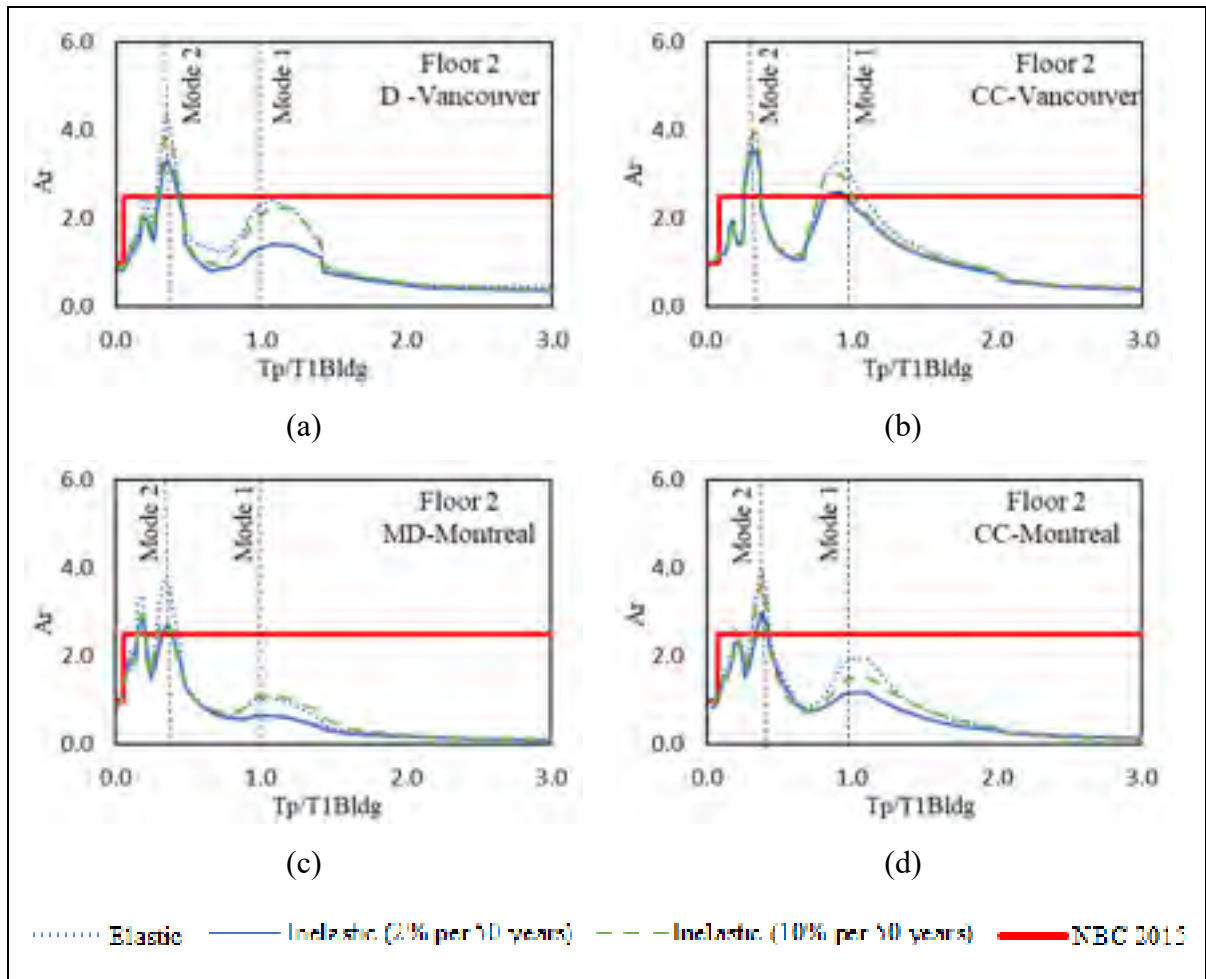 6.0
4.0
2.0
0.0
Ar
Mode 2
Mode 1
Floor 2
D -Vancouver
0.0 1.0 2.0 3.0
Tp/T1Bldg
(a)
6.0
4.0
2.0
0.0
Ar
Mode 2
Mode 1
Floor 2
CC-Vancouver
0.0 1.0 2.0 3.0
Tp/T1Bldg
(b)
6.0
4.0
2.0
0.0
Ar
Mode 2
Mode 1
Floor 2
MD-Montreal
0.0 1.0 2.0 3.0
Tp/T1Bldg
(c)
6.0
4.0
2.0
0.0
Ar
Mode 2
Mode 1
Floor 2
CC-Montreal
0.0 1.0 2.0 3.0
Tp/T1Bldg
(d)
Elastic Inelastic (2% per 50 years) Inelastic (10% per 50 years) NBC 2015